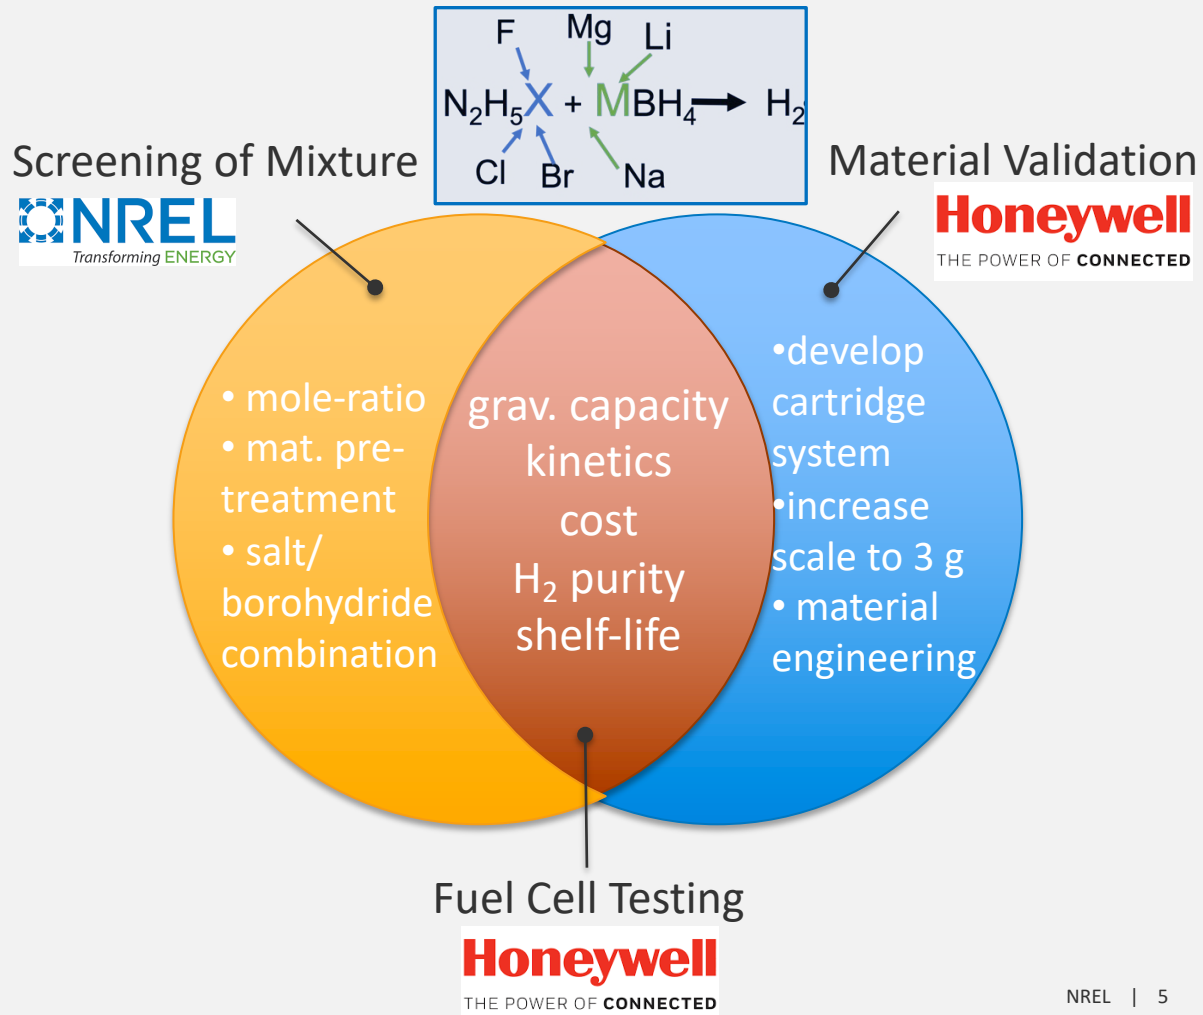 F Mg Li
N₂H₅X + MBH₄ → H₂
Cl Br Na
Screening of Mixture
NREL
Transforming ENERGY
Material Validation
Honeywell
THE POWER OF CONNECTED
• mole-ratio
• mat. pre-
treatment
• salt/
borohydride
combination
grav. capacity
kinetics
cost
H₂ purity
shelf-life
•develop
cartridge
system
•increase
scale to 3 g
• material
engineering
Fuel Cell Testing
Honeywell
THE POWER OF CONNECTED
NREL | 5